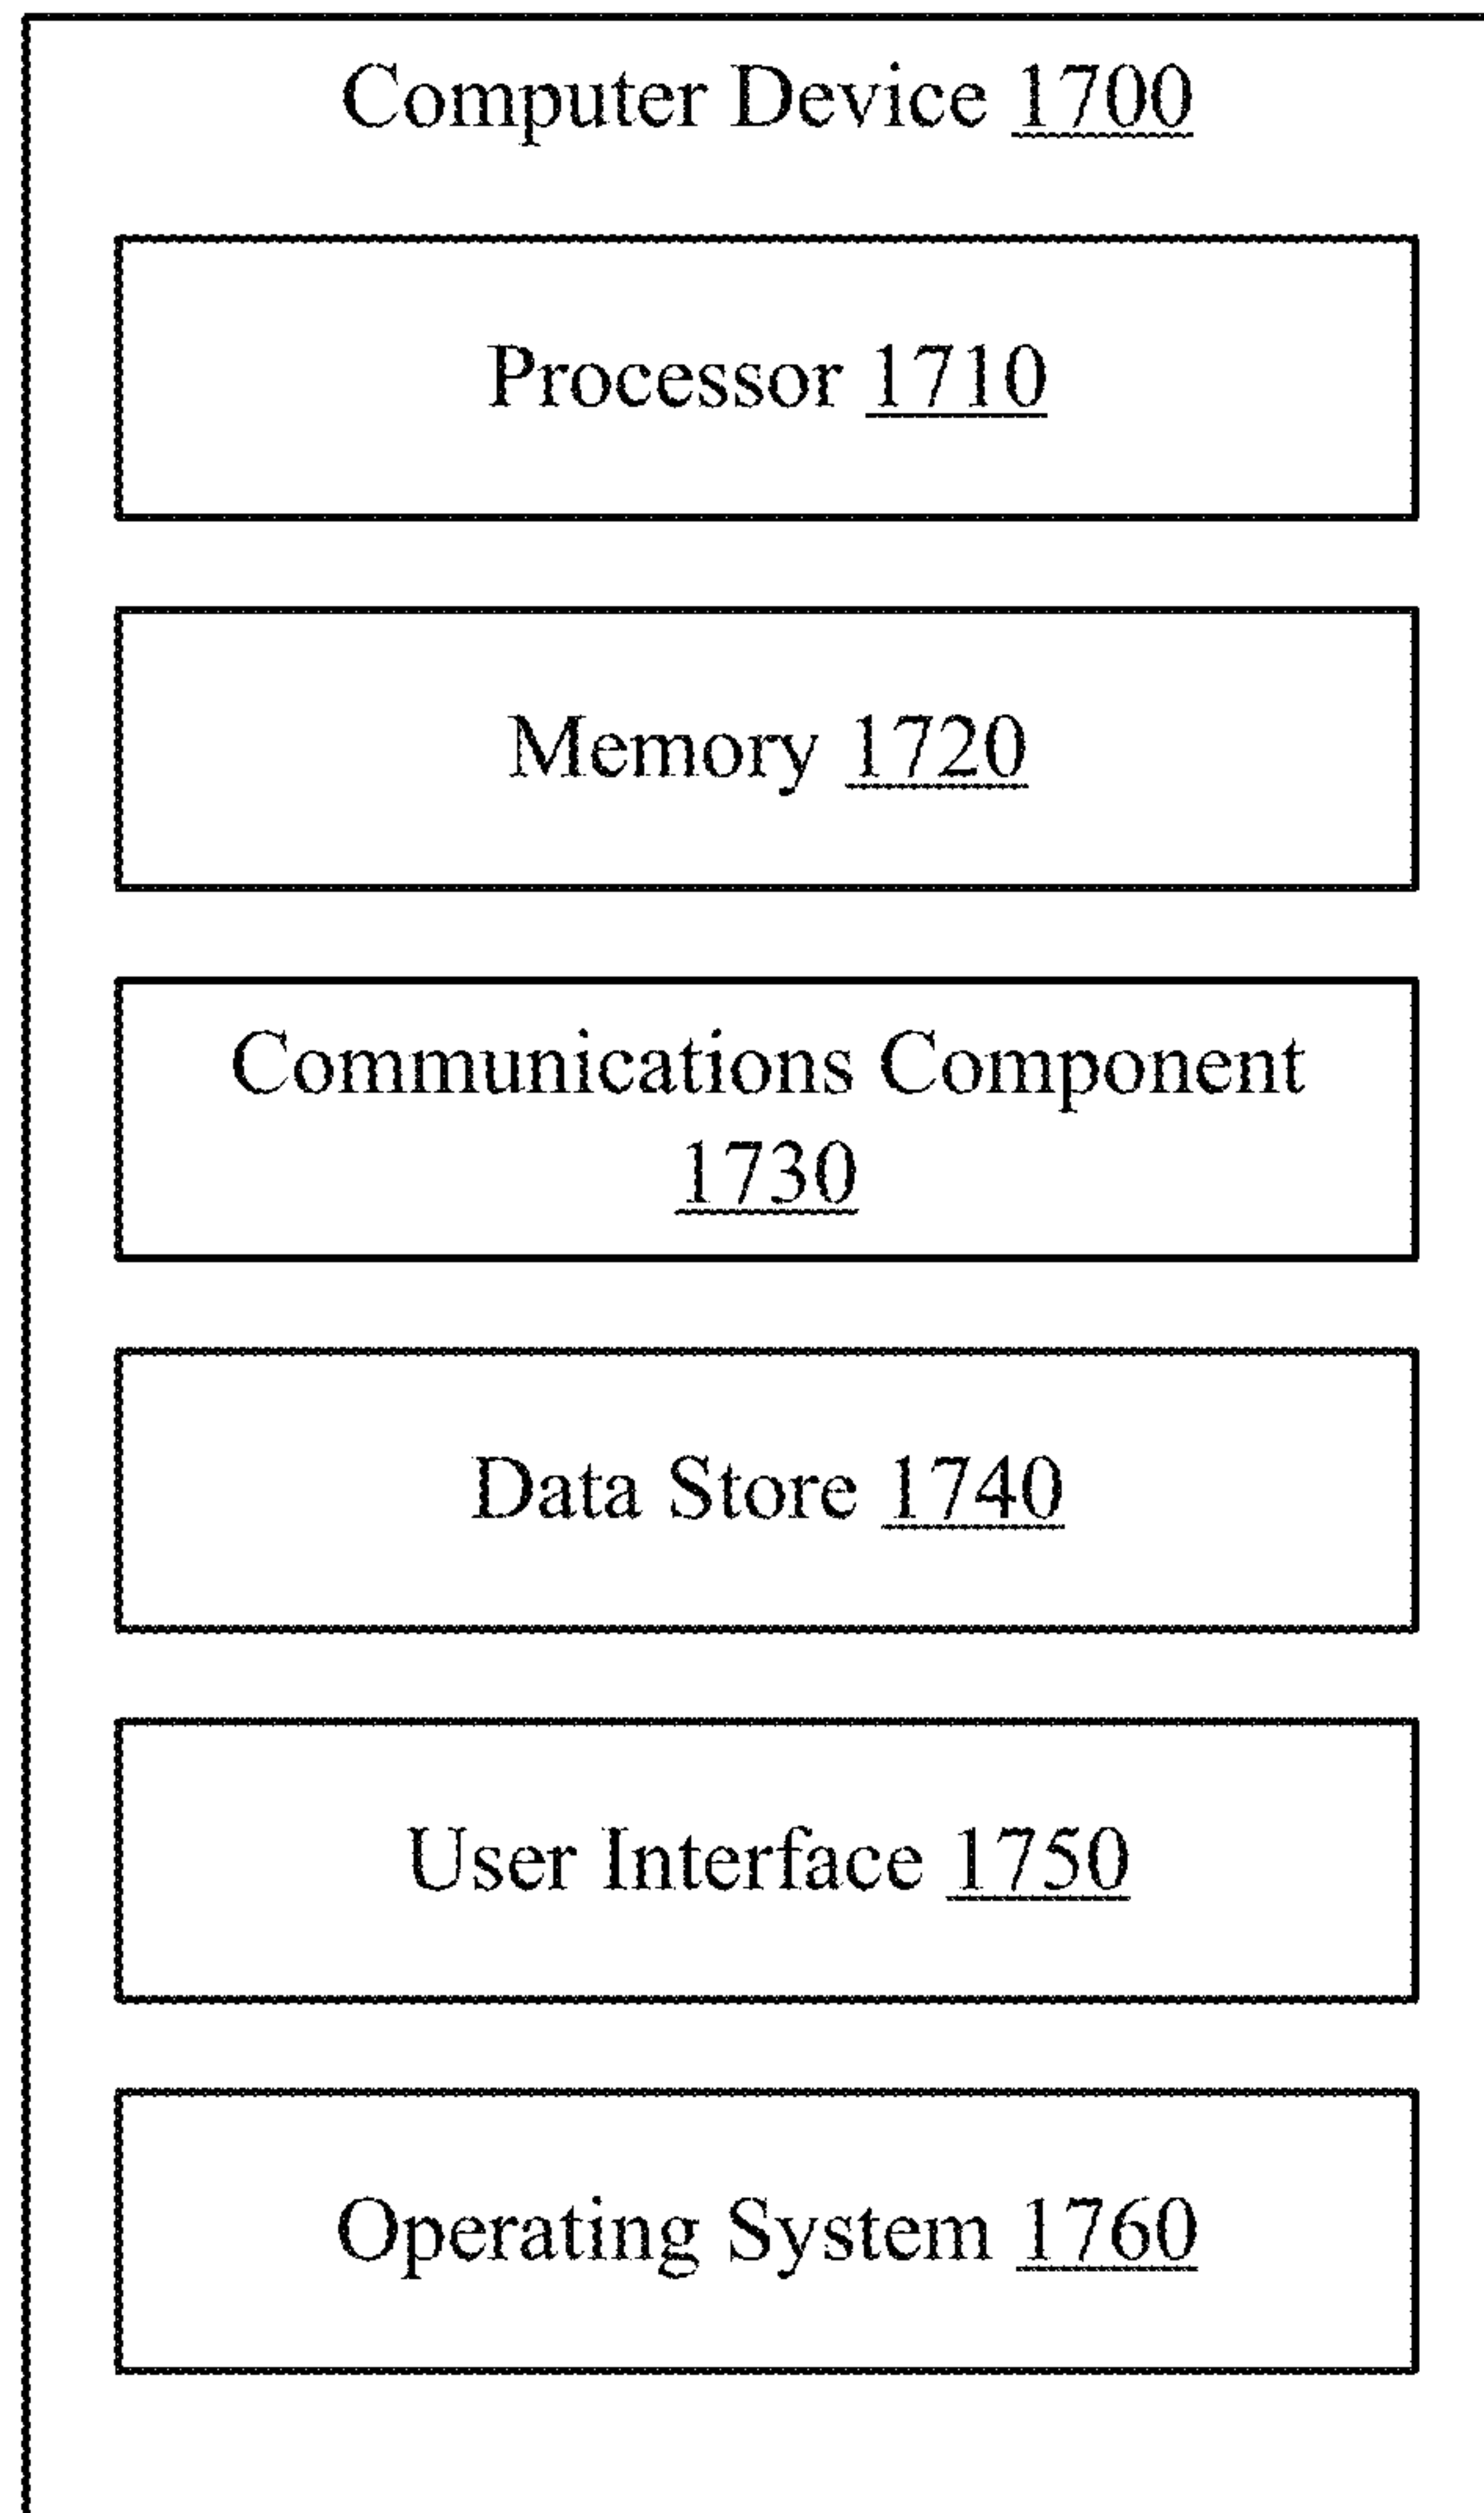 Computer Device 1700
Processor 1710
Memory 1720
Communications Component
1730
Data Store 1740
User Interface 1750
Operating System 1760